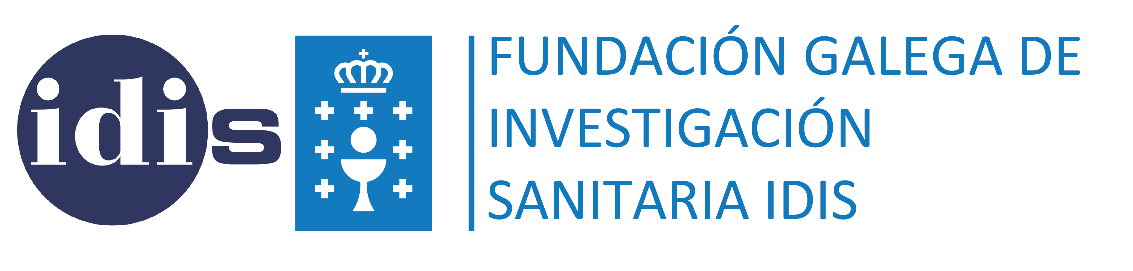 idis
FUNDACIÓN GALEGA DE
INVESTIGACIÓN
SANITARIA IDIS